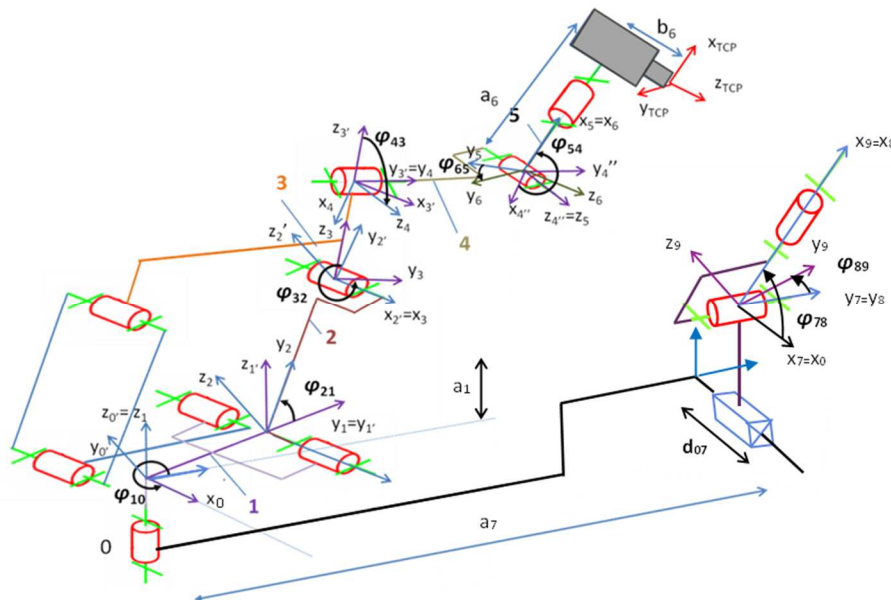 b₆
x_TCP
z_TCP
y_TCP
a₆
5
x₅=x₆
x₉=x₈
z₃'
φ₄₃
φ₅₄
y₃'=y₄
y₅
φ₆₅
y₄''
y₆
z₆
x₄''
z₄''=z₅
3
x₄
z₄
x₃'
4
z₃
z₂'
y₂'
y₃
φ₃₂
x₂'=x₃
z₉
y₉
φ₈₉
y₇=y₈
φ₇₈
x₇=x₀
2
y₂
z₁'
z₂
φ₂₁
a₁
z₀'= z₁
y₀'
y₁=y₁'
φ₁₀
x₀
1
d₀₇
0
a₇